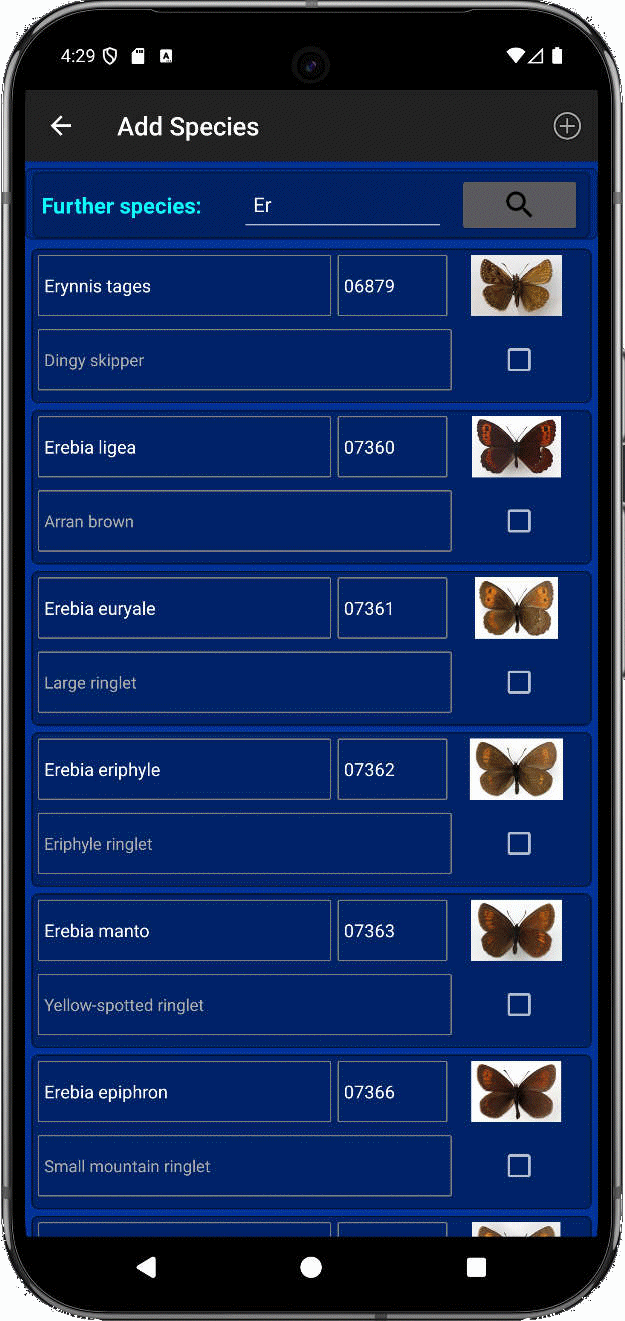 4:29
Add Species
Further species: Er
Erynnis tages 06879
Dingy skipper
Erebia ligea 07360
Arran brown
Erebia euryale 07361
Large ringlet
Erebia eriphyle 07362
Eriphyle ringlet
Erebia manto 07363
Yellow-spotted ringlet
Erebia epiphron 07366
Small mountain ringlet